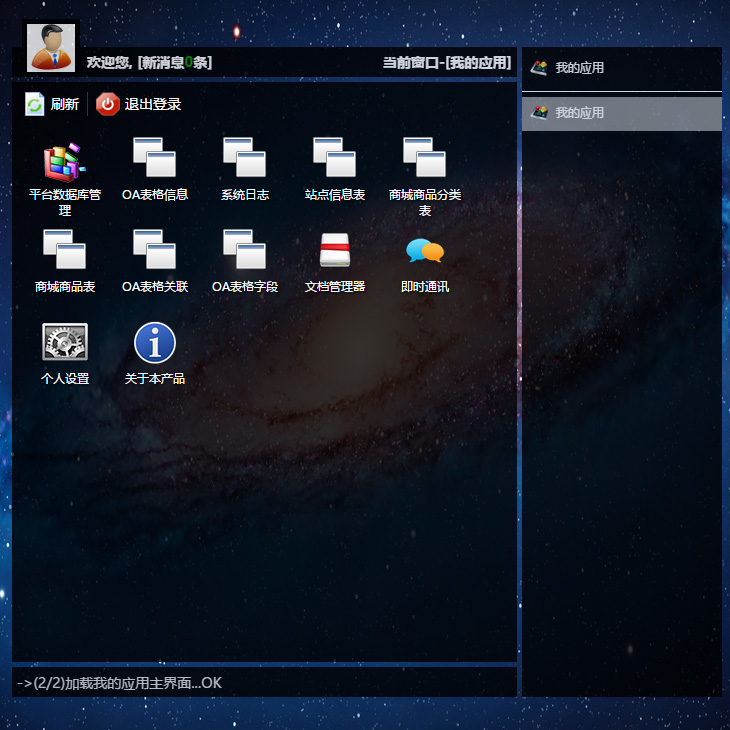 欢迎您, [新消息0条]
当前窗口-[我的应用]
我的应用
刷新
退出登录
我的应用
平台数据库管
理
OA表格信息
系统日志
站点信息表
商城商品分类
表
商城商品表
OA表格关联
OA表格字段
文档管理器
即时通讯
个人设置
关于本产品
->(2/2)加载我的应用主界面...OK